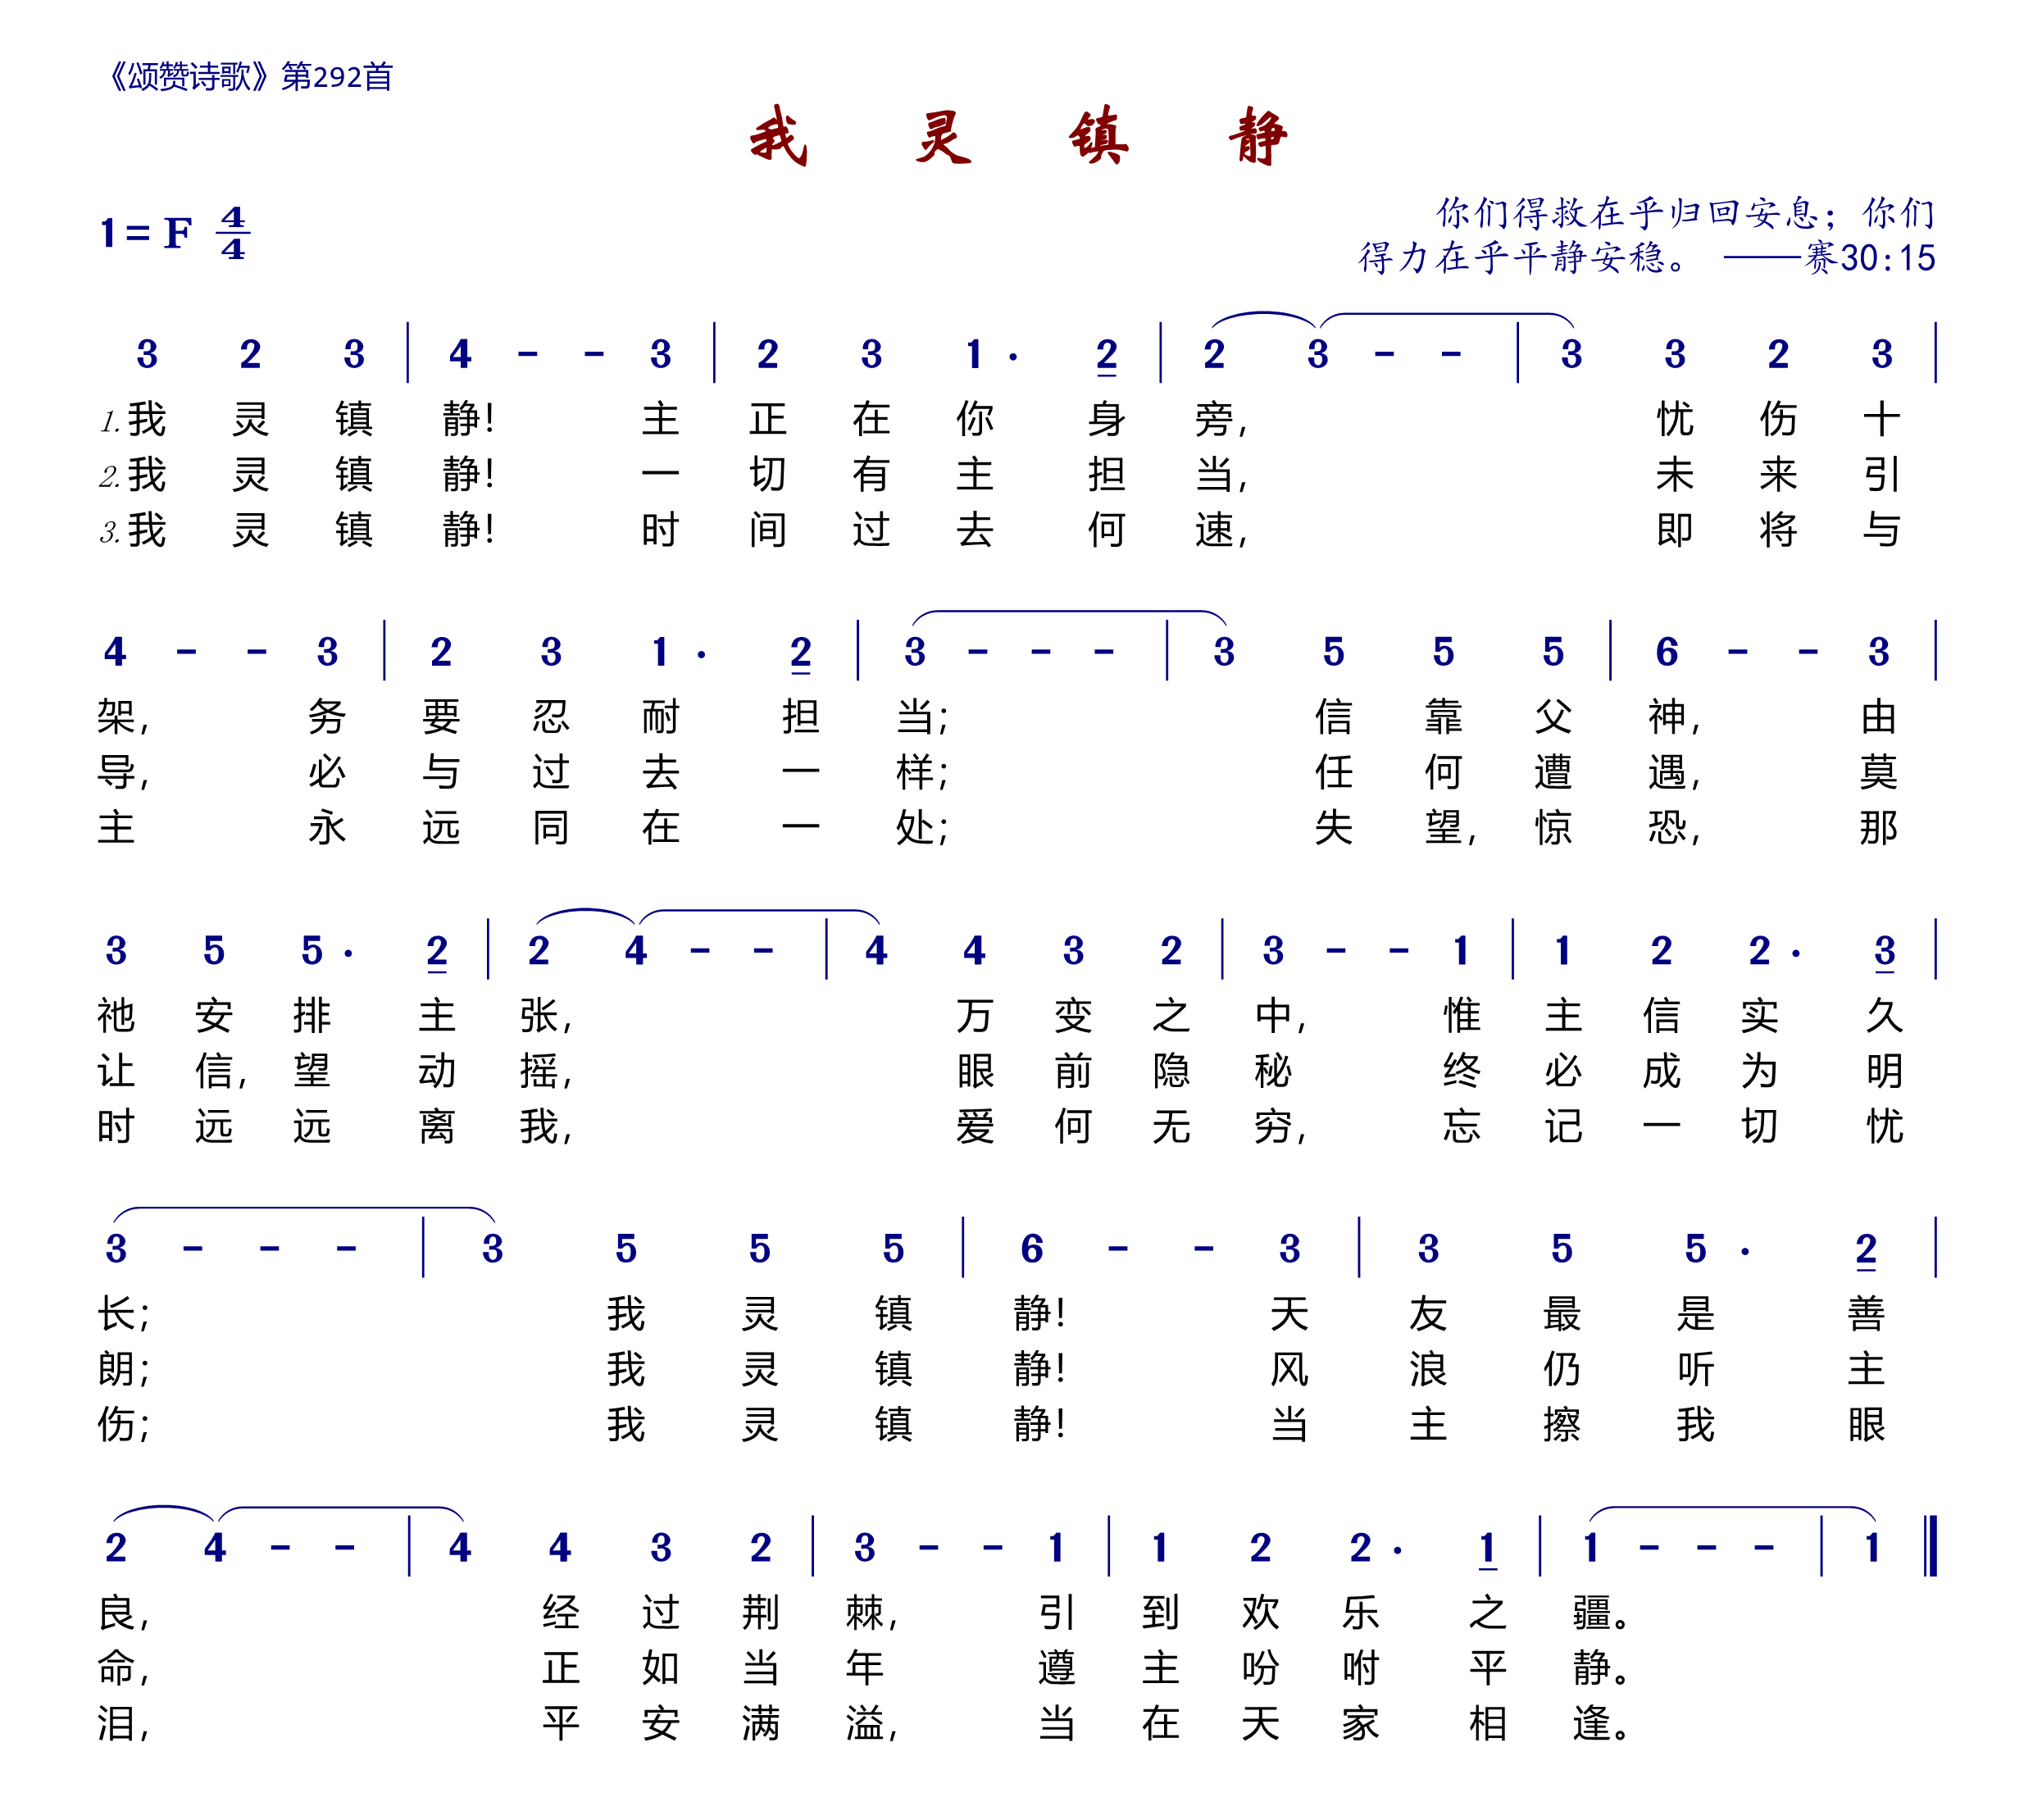 《颂赞诗歌》第292首
我 灵 镇 静
1= F 4/4
你们得救在乎归回安息；你们
得力在乎平静安稳。 ——赛30:15
3 2 3 | 4 - - 3 | 2 3 1 · 2 | 2 3 - - | 3 3 2 3 |
1.我 灵 镇 静! 主 正 在 你 身 旁, 忧 伤 十
2.我 灵 镇 静! 一 切 有 主 担 当, 未 来 引
3.我 灵 镇 静! 时 间 过 去 何 速, 即 将 与
4 - - 3 | 2 3 1 · 2 | 3 - - - | 3 5 5 5 | 6 - - 3 |
架, 务 要 忍 耐 担 当; 信 靠 父 神, 由
导, 必 与 过 去 一 样; 任 何 遭 遇, 莫
主 永 远 同 在 一 处; 失 望, 惊 恐, 那
3 5 5 · 2 | 2 4 - - | 4 4 3 2 | 3 - - 1 | 1 2 2 · 3 |
祂 安 排 主 张, 万 变 之 中, 惟 主 信 实 久
让 信, 望 动 摇, 眼 前 隐 秘 终 必 成 为 明
时 远 远 离 我, 爱 何 无 穷, 忘 记 一 切 忧
3 - - - | 3 5 5 5 | 6 - - 3 | 3 5 5 · 2 |
长; 我 灵 镇 静! 天 友 最 是 善
朗; 我 灵 镇 静! 风 浪 仍 听 主
伤; 我 灵 镇 静! 当 主 擦 我 眼
2 4 - - | 4 4 3 2 | 3 - - 1 | 1 2 2 · 1 | 1 - - - | 1 ‖
良, 经 过 荆 棘, 引 到 欢 乐 之 疆。
命, 正 如 当 年 遵 主 吩 咐 平 静。
泪, 平 安 满 溢, 当 在 天 家 相 逢。